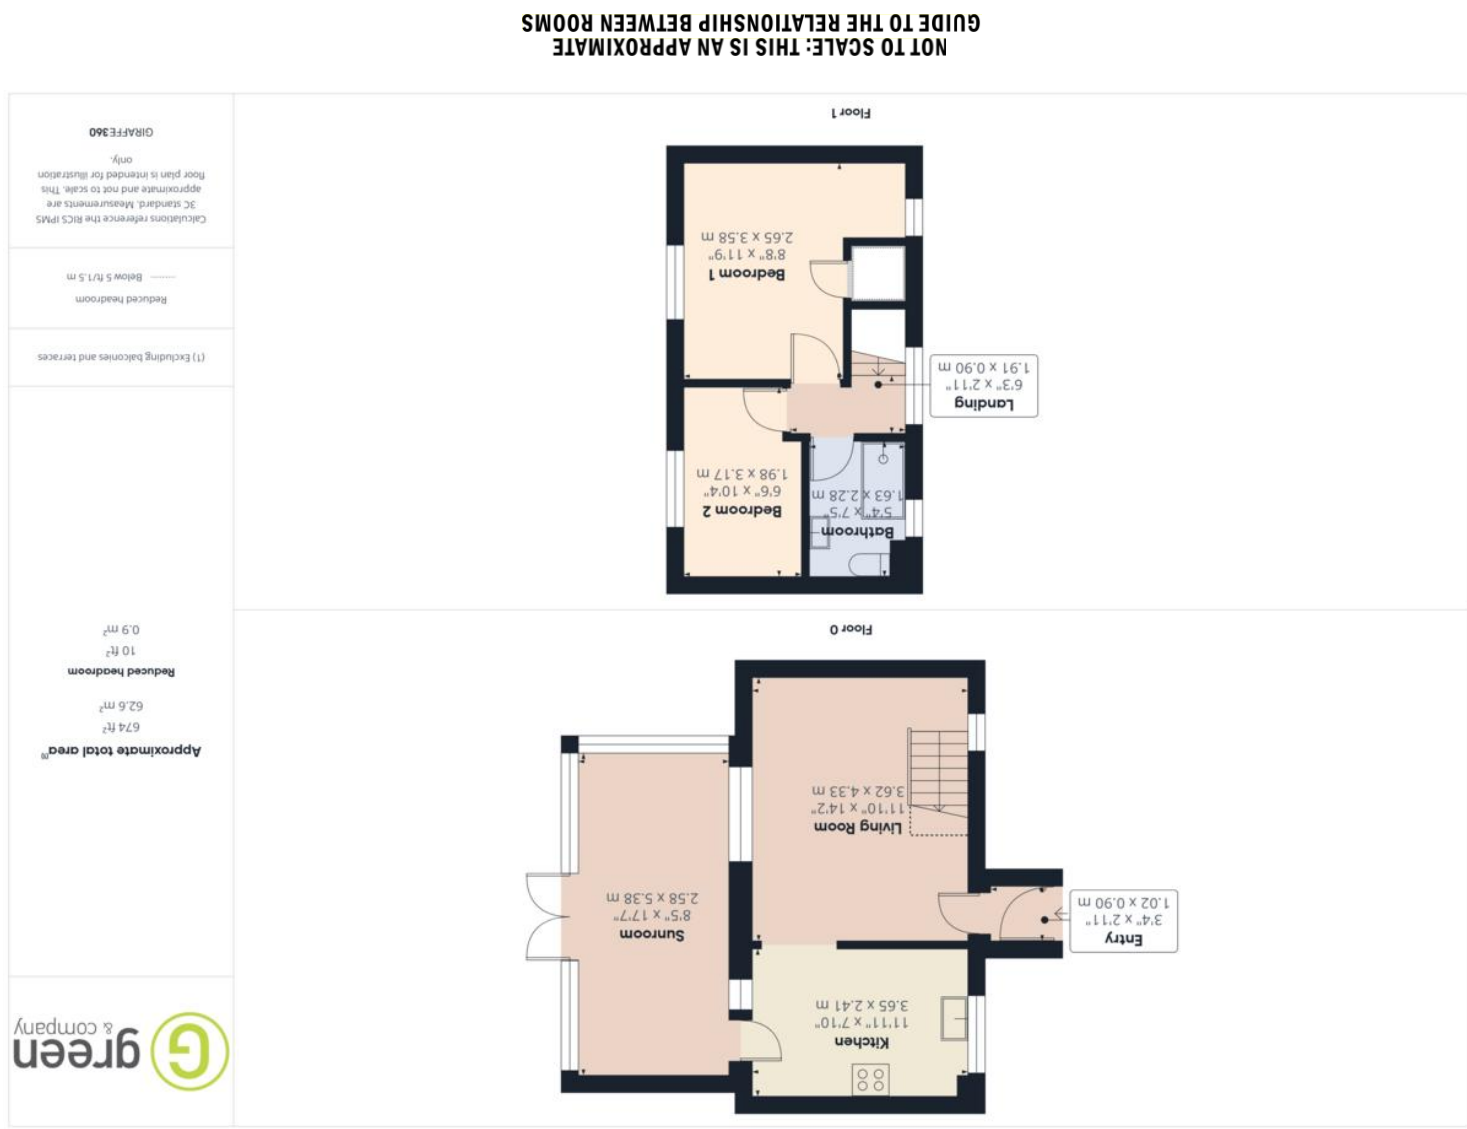 green
& company
Kitchen
11'11" x 7'10"
3.65 x 2.41 m
Entry
3'4" x 2'11"
1.02 x 0.90 m
Sunroom
8'5" x 17'7"
2.58 x 5.38 m
Living Room
11'10" x 14'2"
3.62 x 4.33 m
Floor 0
Approximate total area(1)
674 ft²
62.6 m²
Reduced headroom
10 ft²
0.9 m²
Bathroom
5'4" x 7'5"
1.63 x 2.28 m
Bedroom 2
6'6" x 10'4"
1.98 x 3.17 m
Landing
6'3" x 2'11"
1.91 x 0.90 m
Bedroom 1
8'8" x 11'9"
2.65 x 3.58 m
Floor 1
(1) Excluding balconies and terraces
Reduced headroom
Below 5 ft/1.5 m
Calculations reference the RICS IPMS
3C standard. Measurements are
approximate and not to scale. This
floor plan is intended for illustration
only.
GIRAFFE360
NOT TO SCALE: THIS IS AN APPROXIMATE
GUIDE TO THE RELATIONSHIP BETWEEN ROOMS